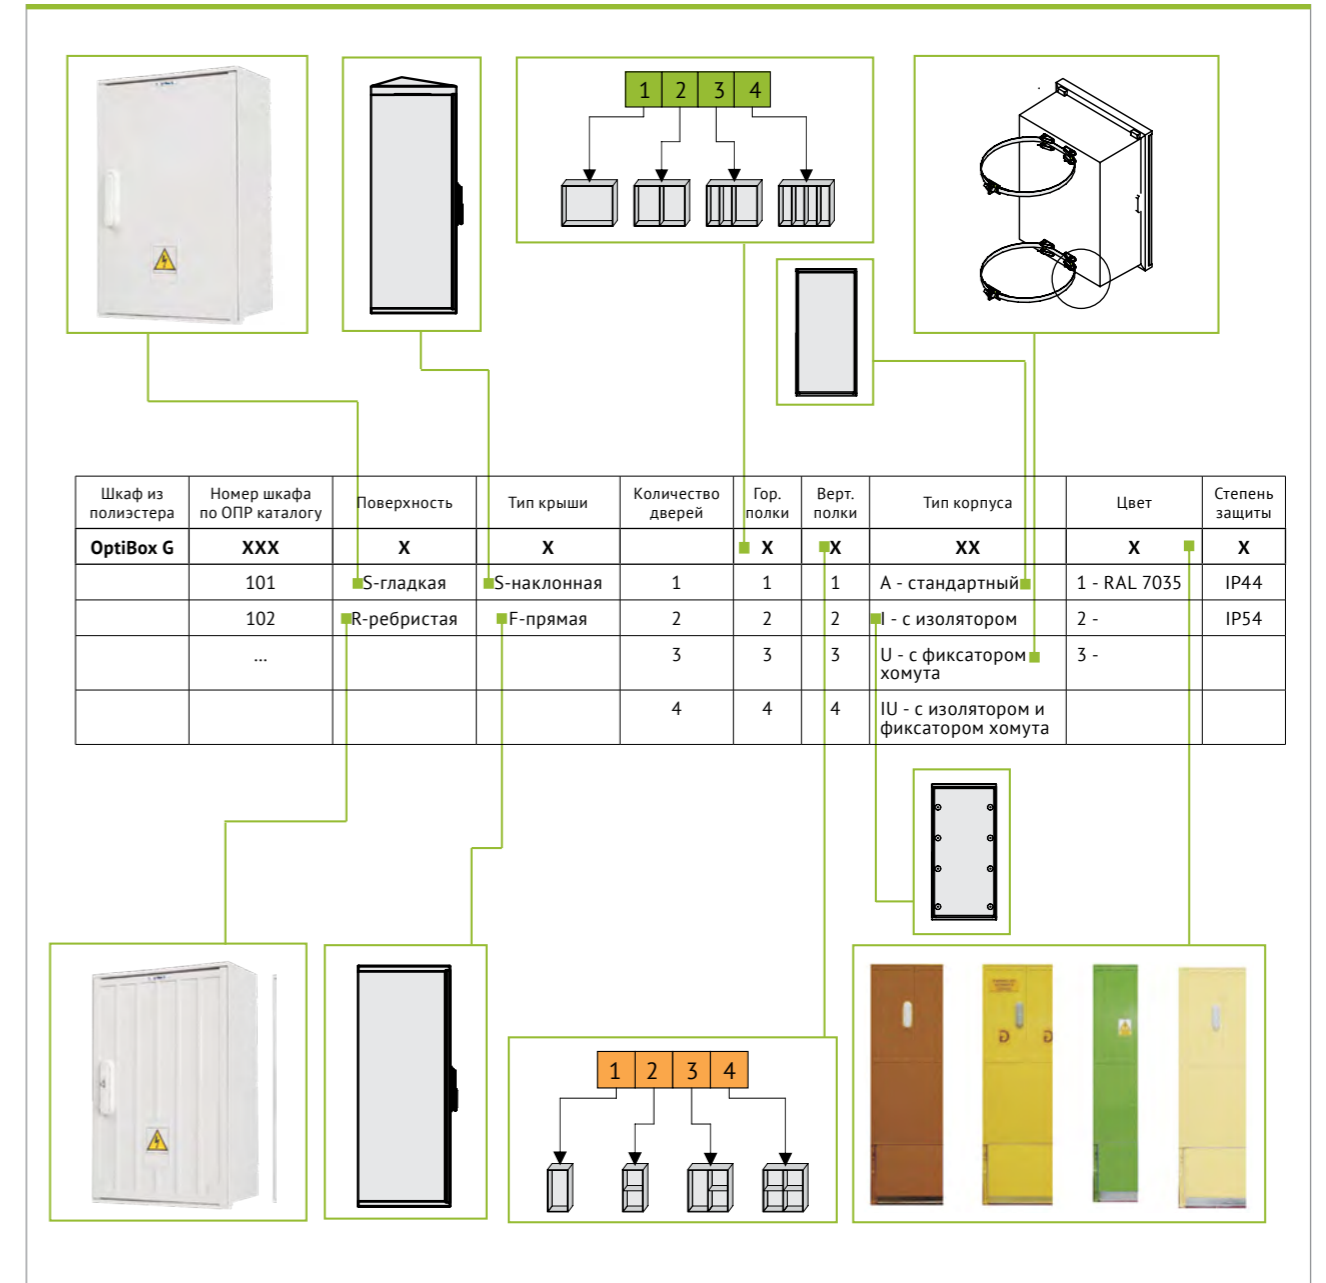 1 2 3 4
Шкаф из полиэстера | Номер шкафа по ОПР каталогу | Поверхность | Тип крыши | Количество дверей | Гор. полки | Верт. полки | Тип корпуса | Цвет | Степень защиты
OptiBox G | XXX | X | X | | X | X | XX | X | X
101 | S-гладкая | S-наклонная | 1 | 1 | 1 | A - стандартный | 1 - RAL 7035 | IP44
102 | R-ребристая | F-прямая | 2 | 2 | 2 | I - с изолятором | 2 - | IP54
... | 3 | 3 | 3 | U - с фиксатором хомута | 3 -
4 | 4 | 4 | IU - с изолятором и фиксатором хомута
1 2 3 4